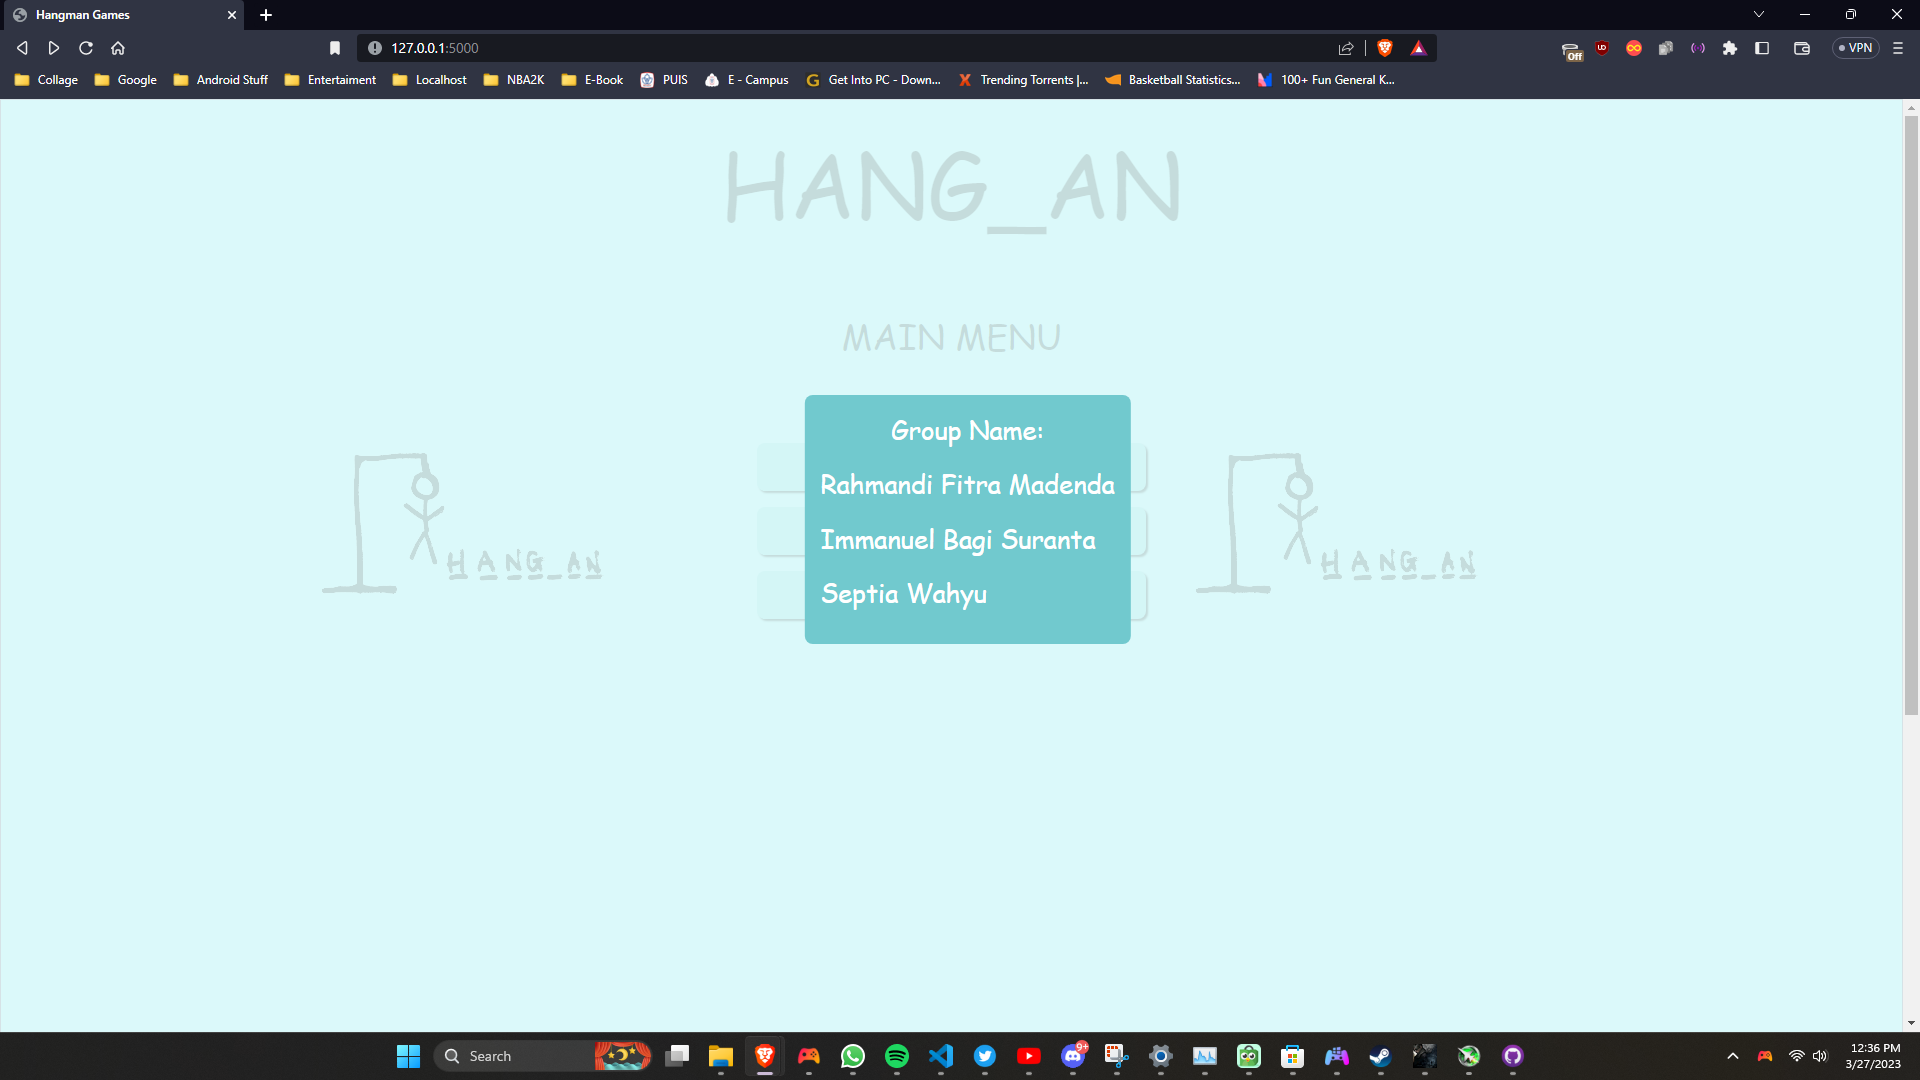 Hangman Games
127.0.0.1:5000
VPN
Off
Collage
Google
Android Stuff
Entertaiment
Localhost
NBA2K
E-Book
PUIS
E - Campus
Get Into PC - Down...
Trending Torrents |...
Basketball Statistics...
100+ Fun General K...
HANG_AN
MAIN MENU
Group Name:
Rahmandi Fitra Madenda
Immanuel Bagi Suranta
Septia Wahyu
HANG_AN
HANG_AN
Search
9+
12:36 PM
3/27/2023